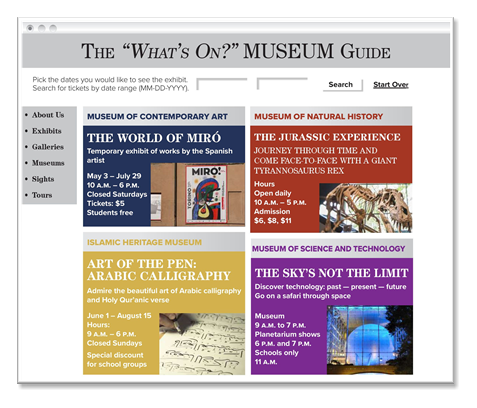 The “What’s On?” MUSEUM Guide
Pick the dates you would like to see the exhibit.
Search for tickets by date range (MM-DD-YYYY).
Search
Start Over
• About Us
• Exhibits
• Galleries
• Museums
• Sights
• Tours
MUSEUM OF CONTEMPORARY ART
THE WORLD OF MIRÓ
Temporary exhibit of works by the Spanish
artist
May 3 – July 29
10 A.M. – 6 P.M.
Closed Saturdays
Tickets: $5
Students free
MIRÓ!
MUSEUM OF NATURAL HISTORY
THE JURASSIC EXPERIENCE
JOURNEY THROUGH TIME AND
COME FACE-TO-FACE WITH A GIANT
TYRANNOSAURUS REX
Hours
Open daily
10 A.M. – 5 P.M.
Admission
$6, $8, $11
ISLAMIC HERITAGE MUSEUM
ART OF THE PEN:
ARABIC CALLIGRAPHY
Admire the beautiful art of Arabic calligraphy
and Holy Qur’anic verse
June 1 – August 15
Hours:
9 A.M. – 6 P.M.
Closed Sundays
Special discount
for school groups
MUSEUM OF SCIENCE AND TECHNOLOGY
THE SKY’S NOT THE LIMIT
Discover technology: past — present — future
Go on a safari through space
Museum
9 A.M. to 7 P.M.
Planetarium shows
6 P.M. and 7 P.M.
Schools only
11 A.M.